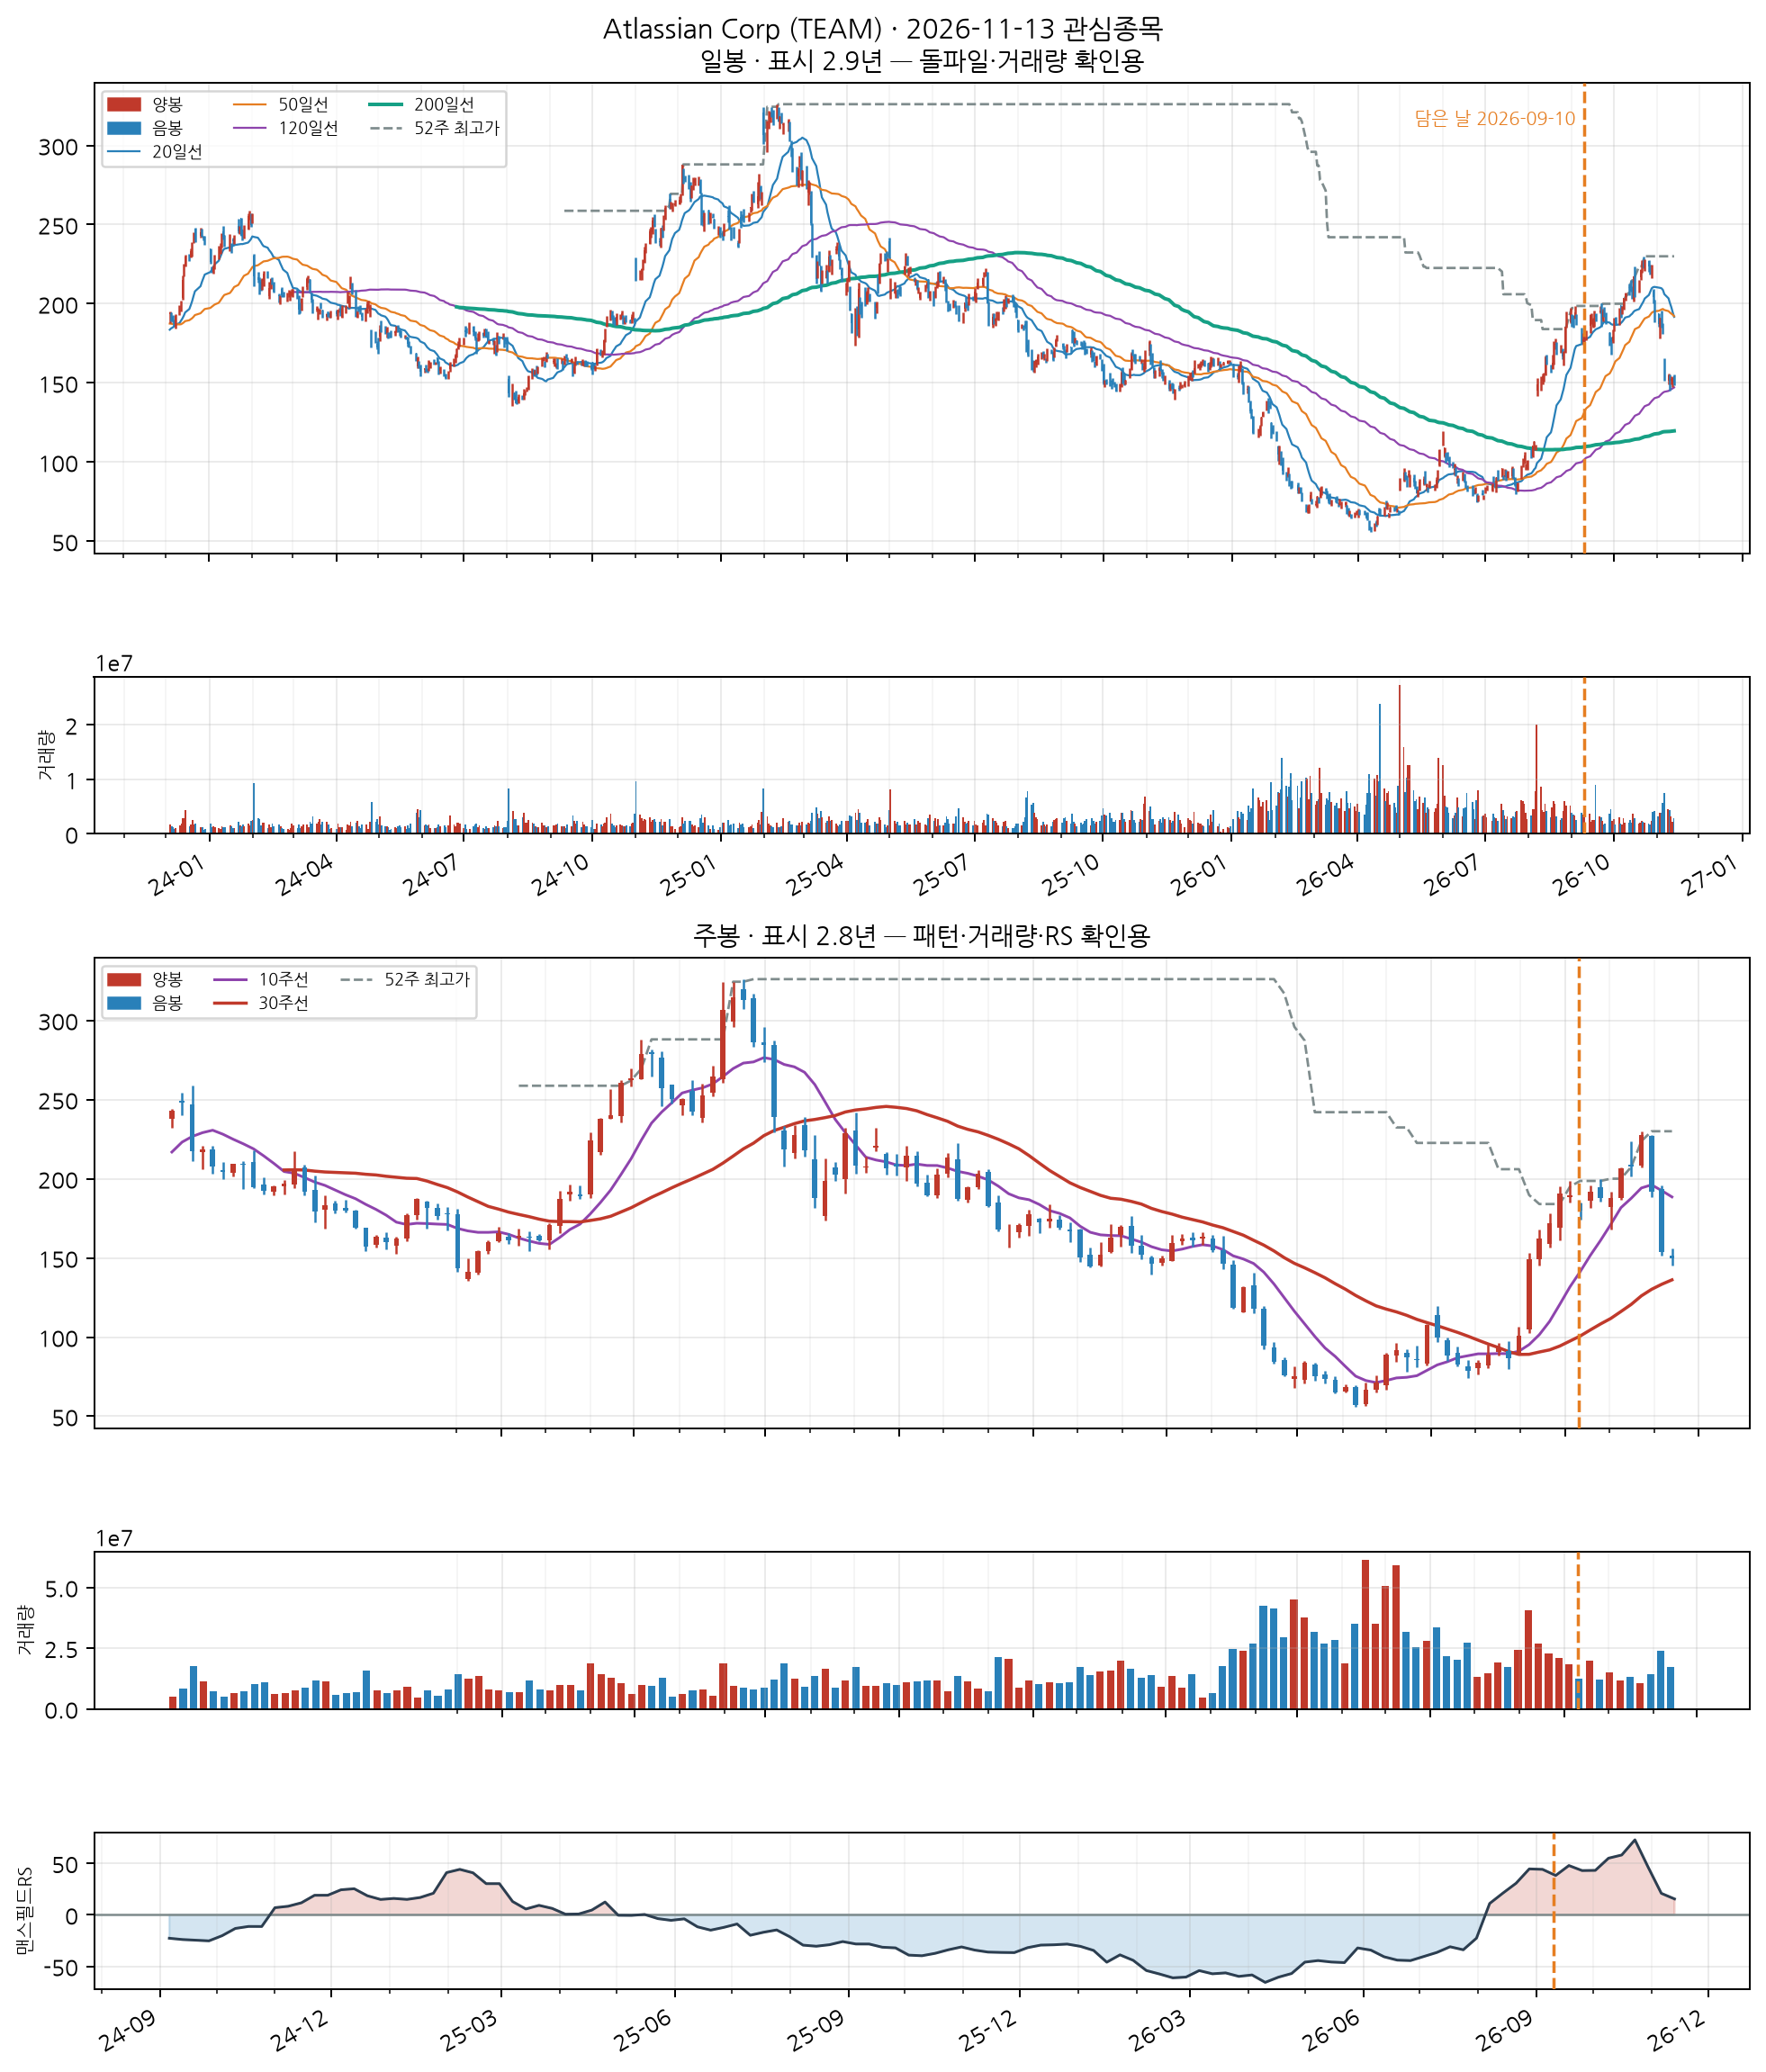 Atlassian Corp (TEAM) · 2026-11-13 관심종목
일봉 · 표시 2.9년 — 돌파일·거래량 확인용
양봉 50일선 200일선
음봉 120일선 52주 최고가
20일선
담은 날 2026-09-10
300
250
200
150
100
50
1e7
거래량
2
1
0
24-01 24-04 24-07 24-10 25-01 25-04 25-07 25-10 26-01 26-04 26-07 26-10 27-01
주봉 · 표시 2.8년 — 패턴·거래량·RS 확인용
양봉 10주선 52주 최고가
음봉 30주선
300
250
200
150
100
50
1e7
거래량
5.0
2.5
0.0
맨스필드RS
50
0
-50
24-09 24-12 25-03 25-06 25-09 25-12 26-03 26-06 26-09 26-12